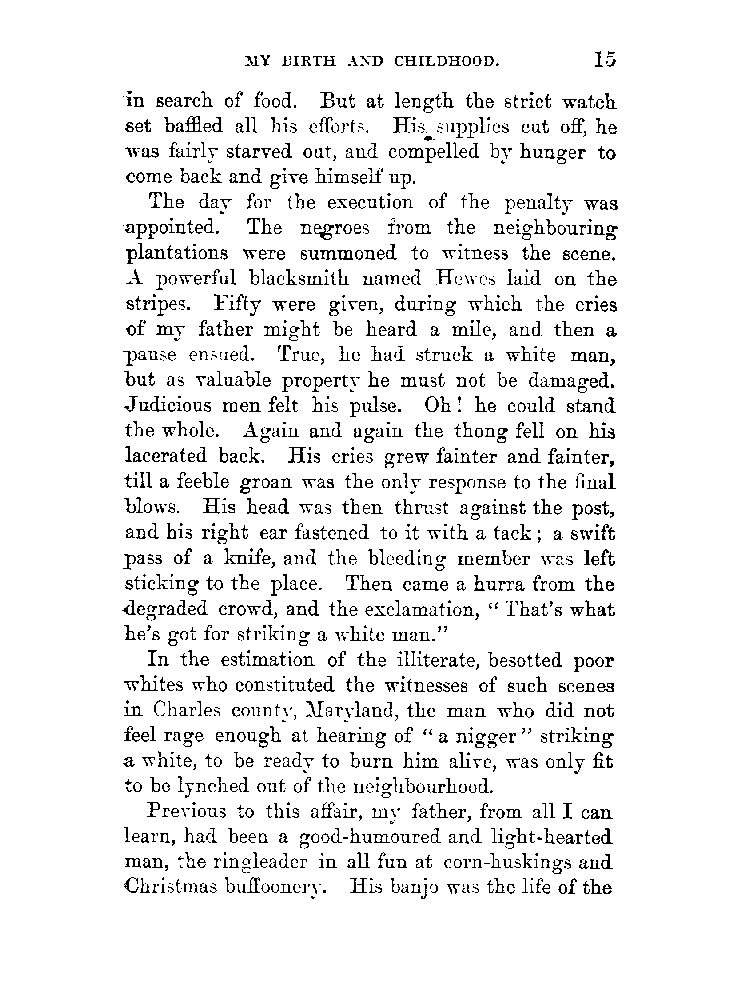 MY BIRTH AND CHILDHOOD. 15
in search of food. But at length the strict watch
set baffled all his efforts. His supplies cut off, he
was fairly starved out, and compelled by hunger to
come back and give himself up.
The day for the execution of the penalty was
appointed. The negroes from the neighbouring
plantations were summoned to witness the scene.
A powerful blacksmith named Hewes laid on the
stripes. Fifty were given, during which the cries
of my father might be heard a mile, and then a
pause ensued. True, he had struck a white man,
but as valuable property he must not be damaged.
Judicious men felt his pulse. Oh! he could stand
the whole. Again and again the thong fell on his
lacerated back. His cries grew fainter and fainter,
till a feeble groan was the only response to the final
blows. His head was then thrust against the post,
and his right ear fastened to it with a tack; a swift
pass of a knife, and the bleeding member was left
sticking to the place. Then came a hurra from the
degraded crowd, and the exclamation, "That's what
he's got for striking a white man."
In the estimation of the illiterate, besotted poor
whites who constituted the witnesses of such scenes
in Charles county, Maryland, the man who did not
feel rage enough at hearing of "a nigger" striking
a white, to be ready to burn him alive, was only fit
to be lynched out of the neighbourhood.
Previous to this affair, my father, from all I can
learn, had been a good-humoured and light-hearted
man, the ringleader in all fun at corn-huskings and
Christmas buffoonery. His banjo was the life of the